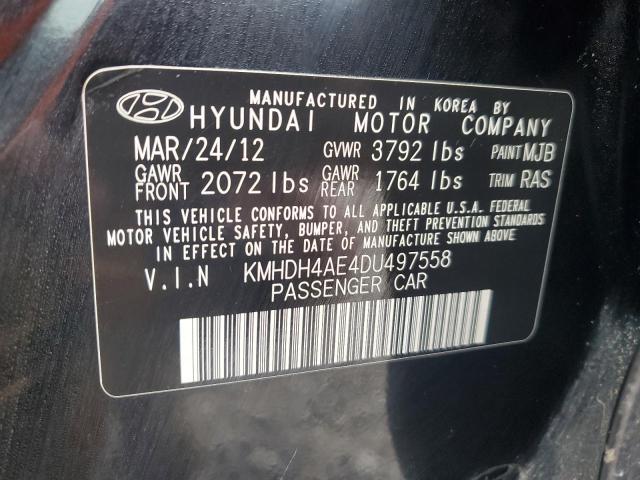 MANUFACTURED IN KOREA BY
HYUNDAI MOTOR COMPANY
MAR/24/12 GVWR 3792 lbs PAINT MJB
GAWR FRONT 2072 lbs GAWR REAR 1764 lbs TRIM RAS
THIS VEHICLE CONFORMS TO ALL APPLICABLE U.S.A. FEDERAL
MOTOR VEHICLE SAFETY, BUMPER, AND THEFT PREVENTION STANDARDS
IN EFFECT ON THE DATE OF MANUFACTURE SHOWN ABOVE.
V.I.N KMHDH4AE4DU497558
PASSENGER CAR